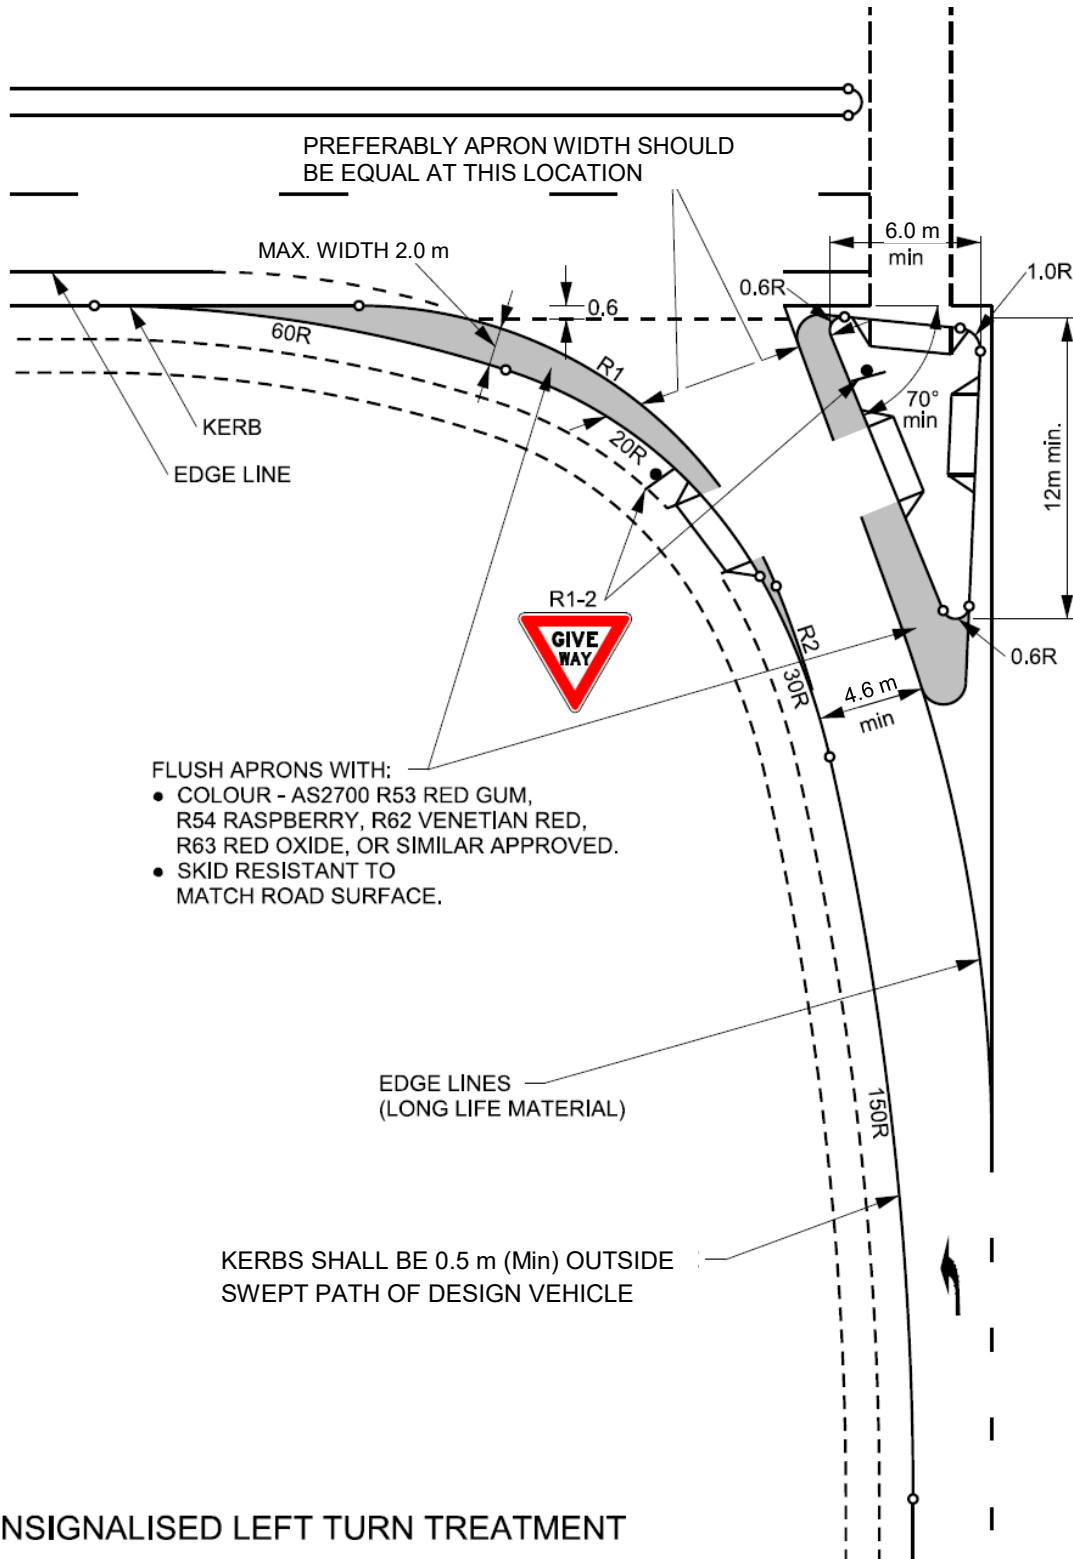 PREFERABLY APRON WIDTH SHOULD
BE EQUAL AT THIS LOCATION
MAX. WIDTH 2.0 m
6.0 m
min
0.6R
1.0R
0.6
60R
R1
KERB
EDGE LINE
20R
70°
min
12m min.
R1-2
GIVE
WAY
R2
30R
0.6R
4.6 m
min
FLUSH APRONS WITH:
• COLOUR - AS2700 R53 RED GUM,
R54 RASPBERRY, R62 VENETIAN RED,
R63 RED OXIDE, OR SIMILAR APPROVED.
• SKID RESISTANT TO
MATCH ROAD SURFACE.
EDGE LINES
(LONG LIFE MATERIAL)
150R
KERBS SHALL BE 0.5 m (Min) OUTSIDE
SWEPT PATH OF DESIGN VEHICLE
NSIGNALISED LEFT TURN TREATMENT